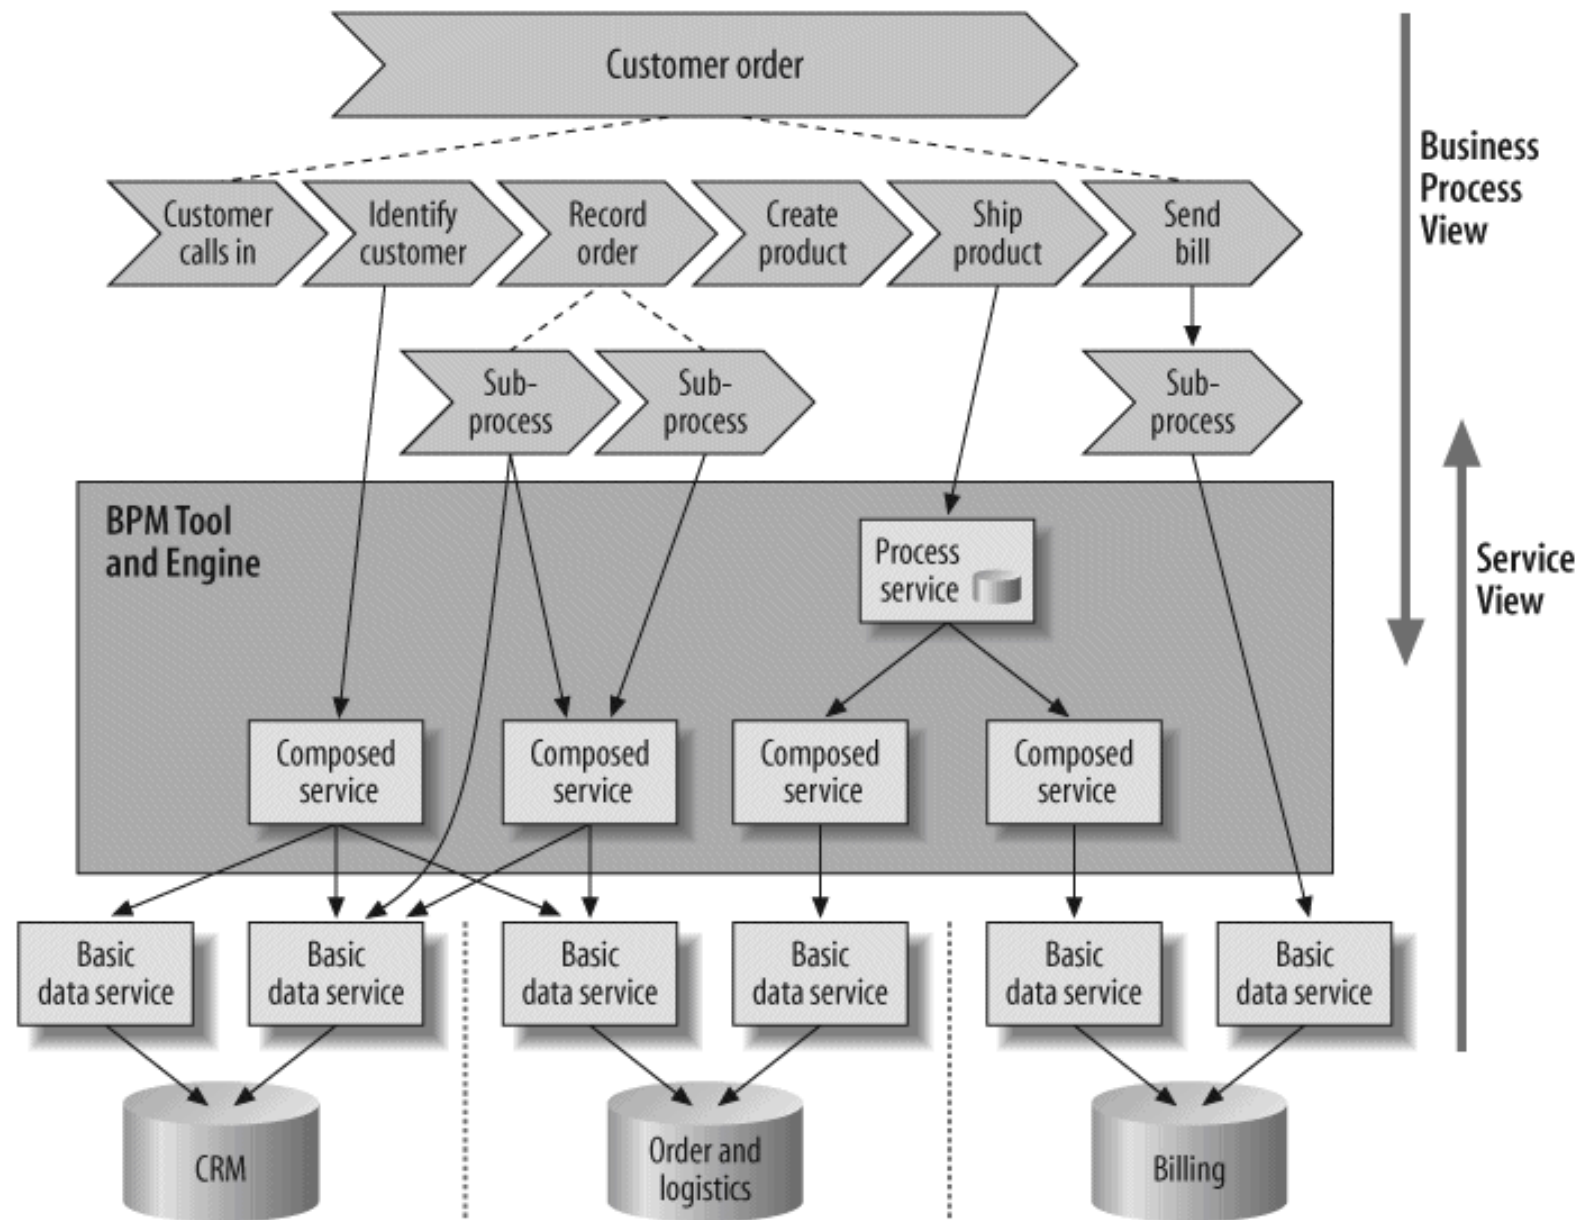 Customer order
Business
Process
View
Customer
calls in
Identify
customer
Record
order
Create
product
Ship
product
Send
bill
Sub-
process
Sub-
process
Sub-
process
BPM Tool
and Engine
Process
service
Service
View
Composed
service
Composed
service
Composed
service
Composed
service
Basic
data service
Basic
data service
Basic
data service
Basic
data service
Basic
data service
Basic
data service
CRM
Order and
logistics
Billing